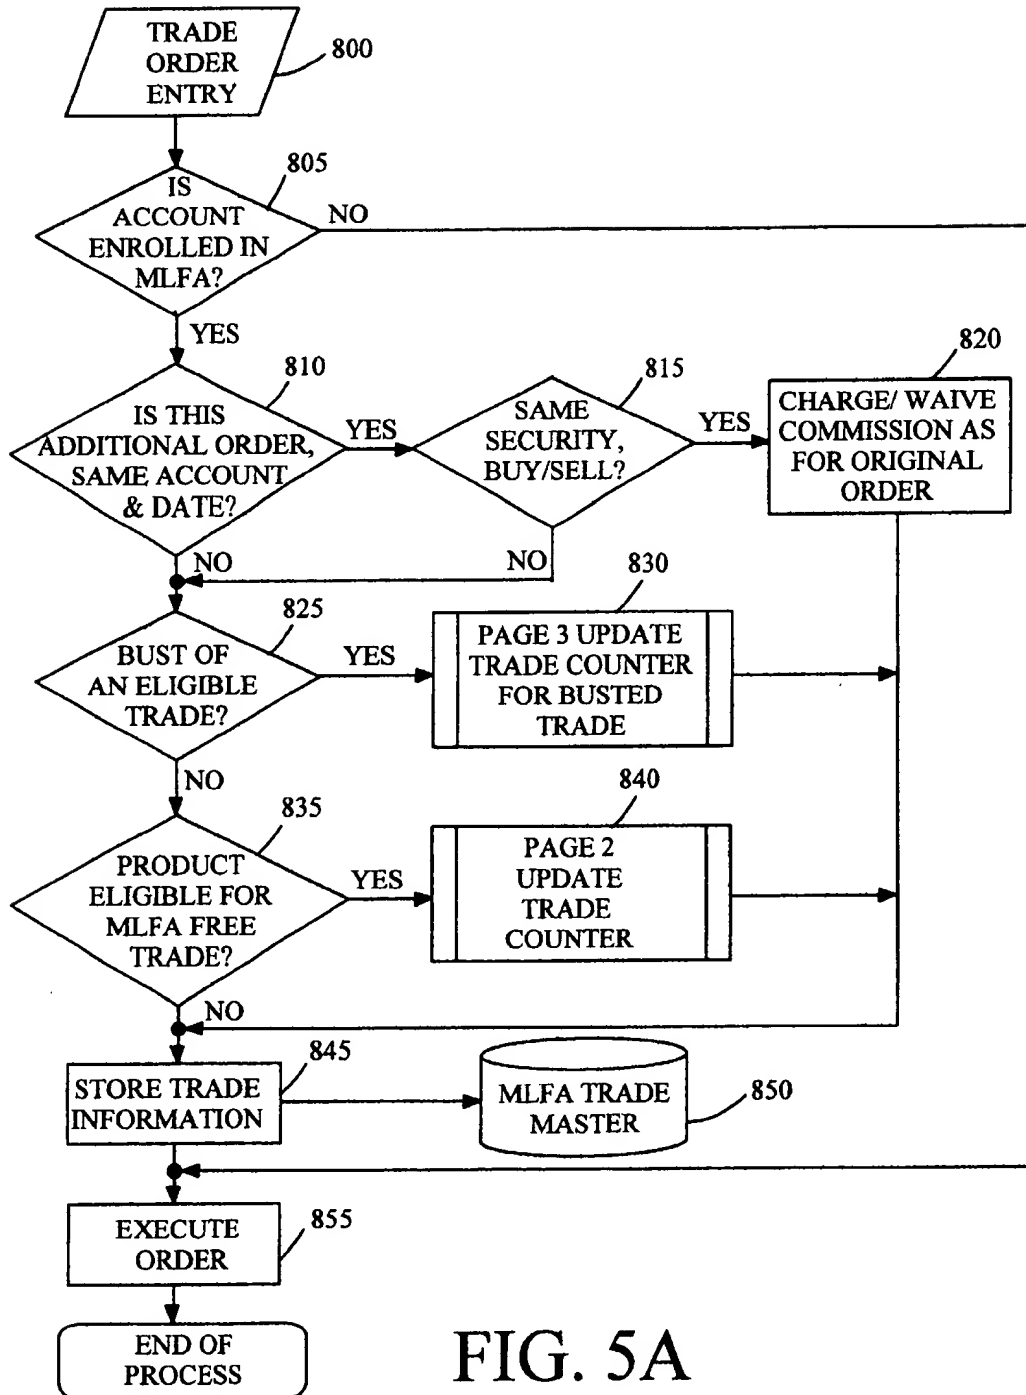 TRADE
ORDER
ENTRY
800
IS
ACCOUNT
ENROLLED IN
MLFA?
805
NO
YES
IS THIS
ADDITIONAL ORDER,
SAME ACCOUNT
& DATE?
810
YES
SAME
SECURITY,
BUY/SELL?
815
YES
CHARGE/ WAIVE
COMMISSION AS
FOR ORIGINAL
ORDER
820
NO
NO
BUST OF
AN ELIGIBLE
TRADE?
825
YES
PAGE 3 UPDATE
TRADE COUNTER
FOR BUSTED
TRADE
830
NO
PRODUCT
ELIGIBLE FOR
MLFA FREE
TRADE?
835
YES
PAGE 2
UPDATE
TRADE
COUNTER
840
NO
STORE TRADE
INFORMATION
845
MLFA TRADE
MASTER
850
EXECUTE
ORDER
855
END OF
PROCESS
FIG. 5A